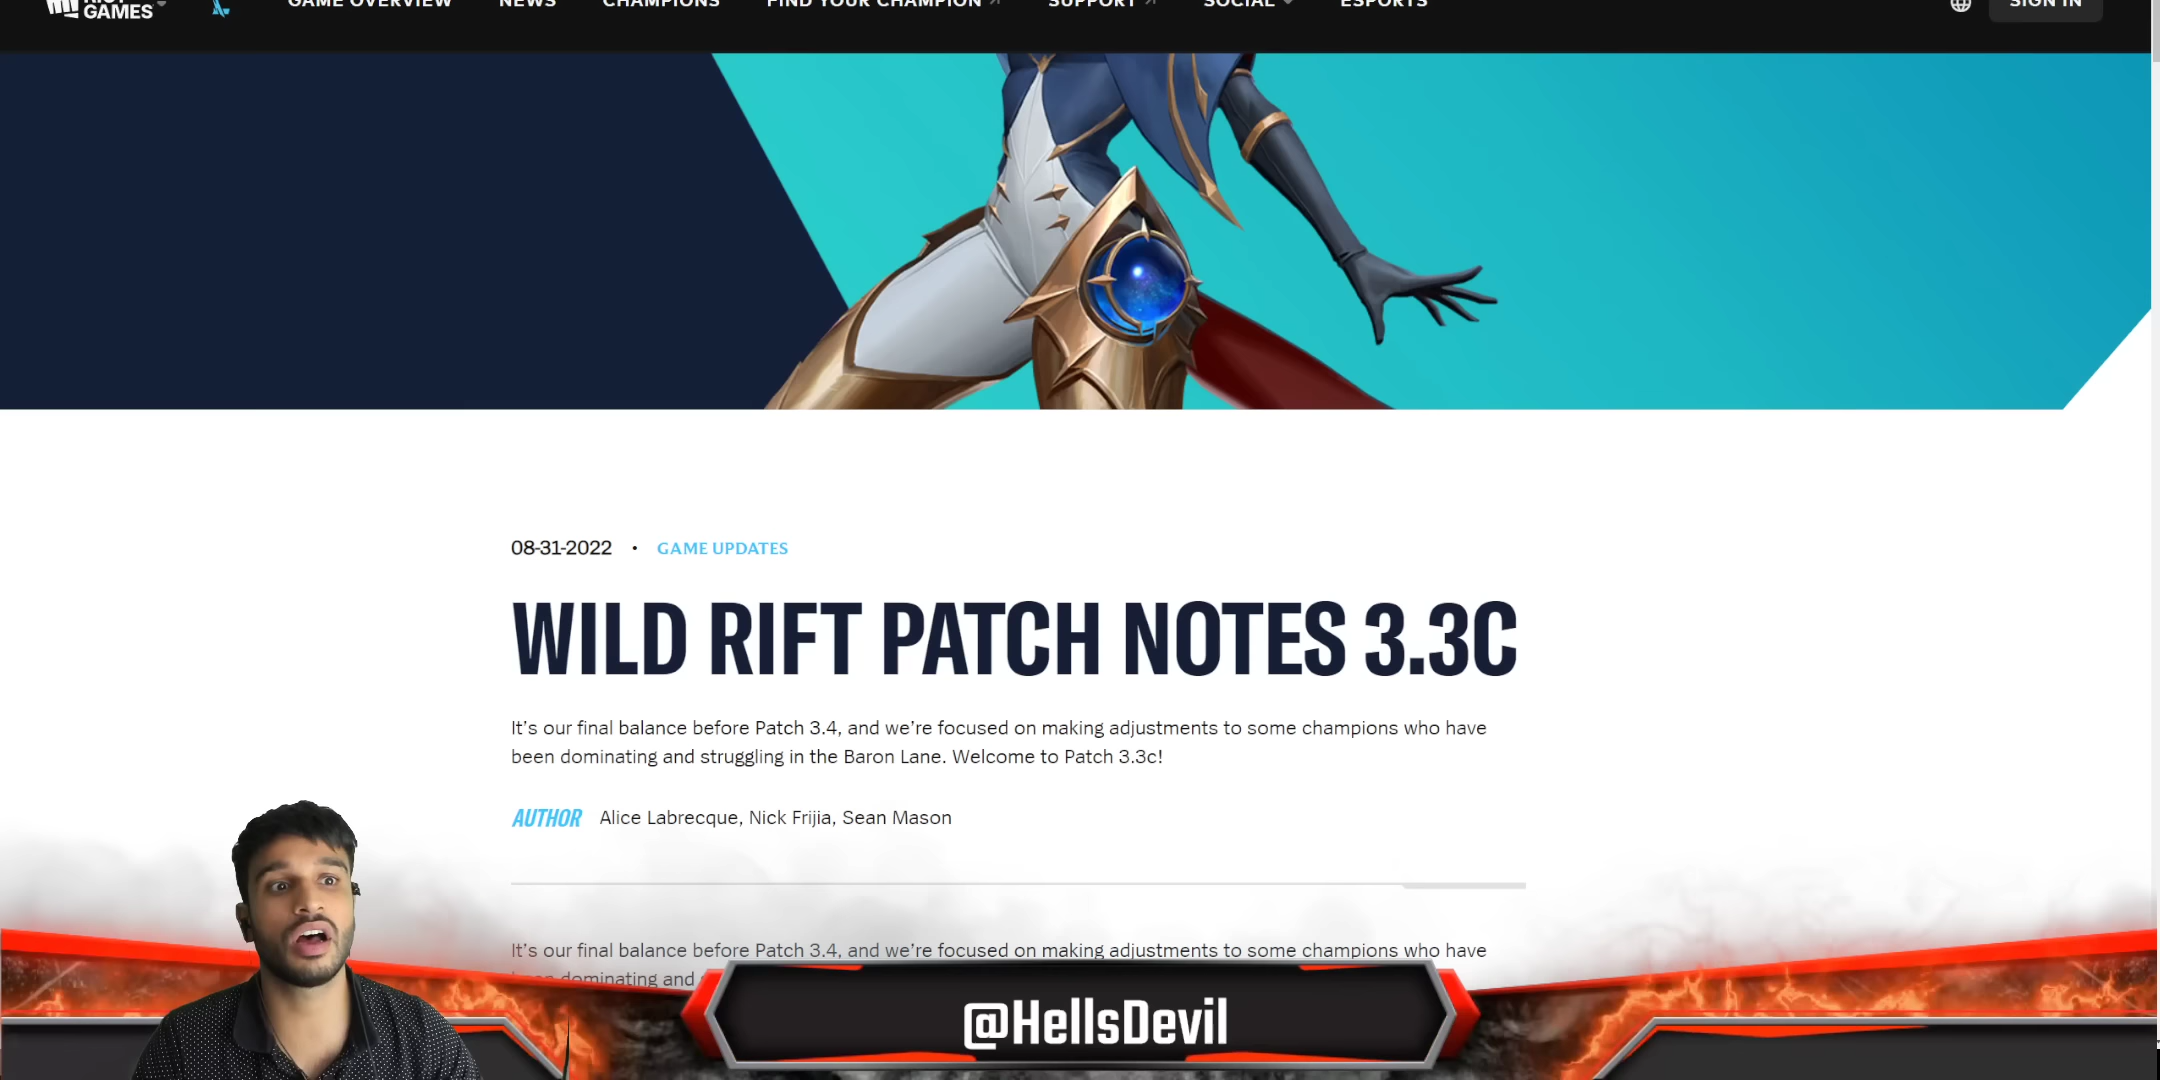 RIOT
GAMES
GAME OVERVIEW
NEWS
CHAMPIONS
FIND YOUR CHAMPION
SUPPORT
SOCIAL
ESPORTS
SIGN IN
08-31-2022 • GAME UPDATES
WILD RIFT PATCH NOTES 3.3C
It's our final balance before Patch 3.4, and we're focused on making adjustments to some champions who have
been dominating and struggling in the Baron Lane. Welcome to Patch 3.3c!
AUTHOR Alice Labrecque, Nick Frijia, Sean Mason
It's our final balance before Patch 3.4, and we're focused on making adjustments to some champions who have
been dominating and
@HellsDevil